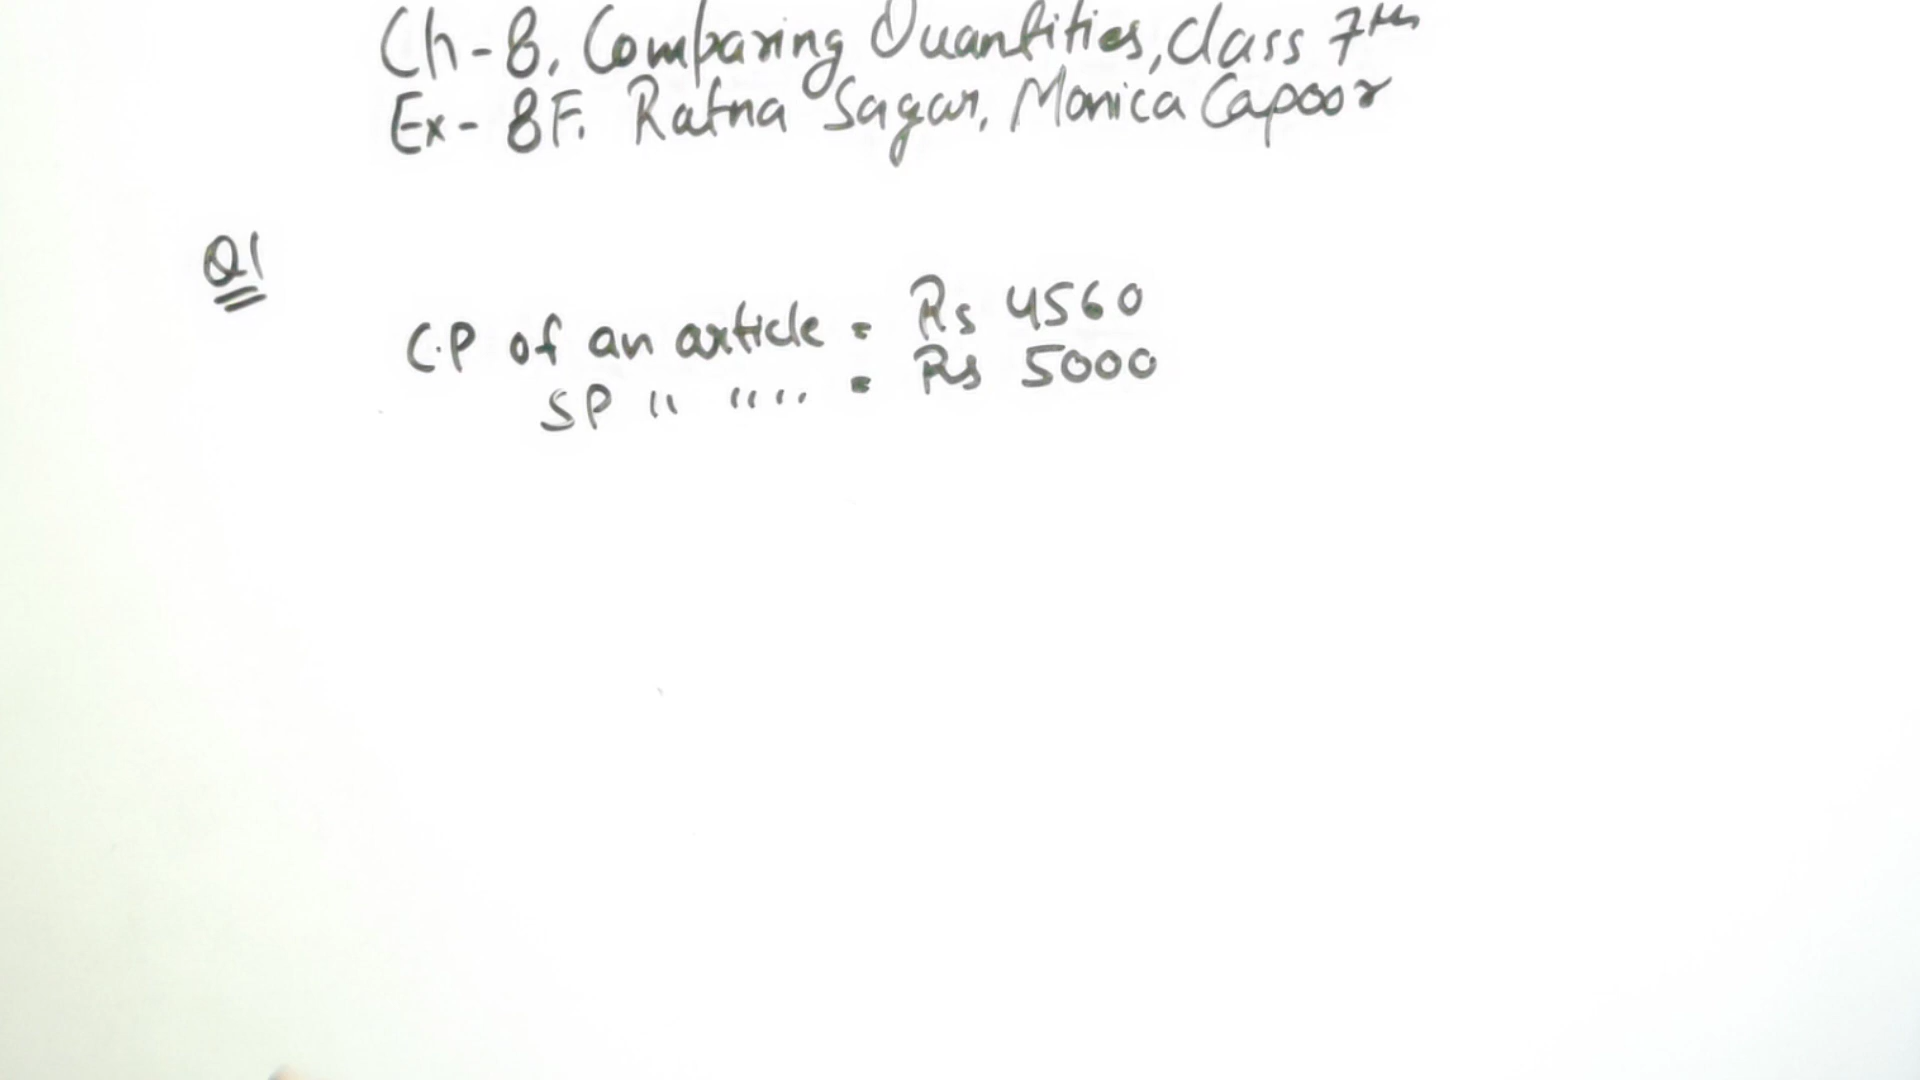 Ch-8, Comparing Quantities, Class 7th
Ex- 8F. Ratna Sagar, Monica Capoor
Q1
C.P of an article = Rs 4560
SP " """ = Rs 5000